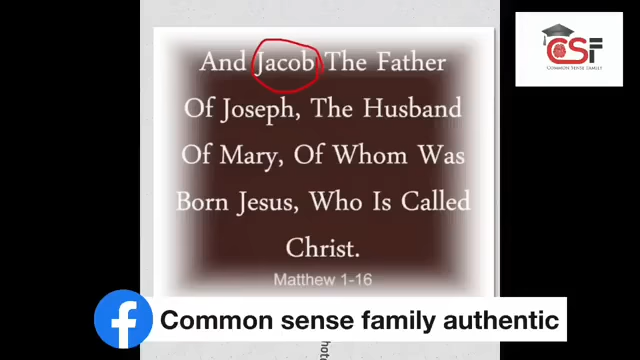 And Jacob The Father
Of Joseph, The Husband
Of Mary, Of Whom Was
Born Jesus, Who Is Called
Christ.
Matthew 1-16
CSF
COMMON SENSE FAMILY
Common sense family authentic